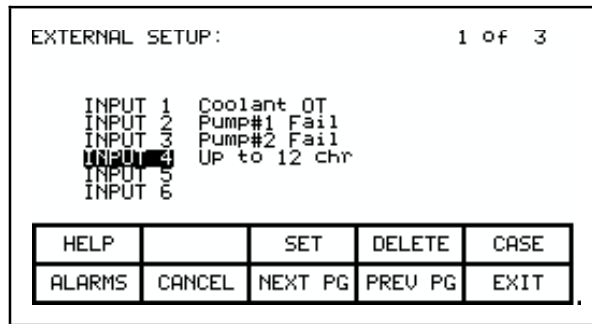 EXTERNAL SETUP: 1 of 3
INPUT 1 Coolant OT
INPUT 2 Pump#1 Fail
INPUT 3 Pump#2 Fail
INPUT 4 Up to 12 chr
INPUT 5
INPUT 6
HELP SET DELETE CASE
ALARMS CANCEL NEXT PG PREV PG EXIT